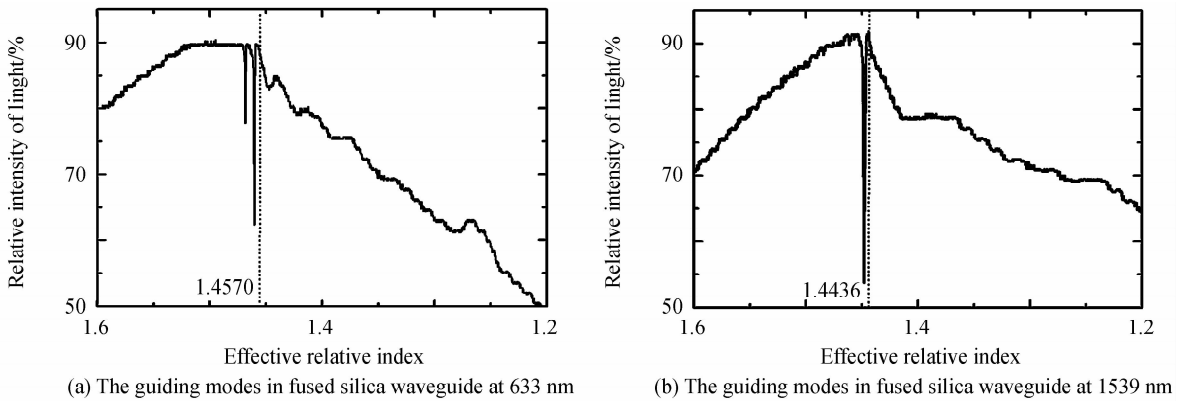 Relative intensity of linght/%
90
70
50
1.4570
1.6
1.4
1.2
Effective relative index
(a) The guiding modes in fused silica waveguide at 633 nm
Relative intensity of linght/%
90
70
50
1.4436
1.6
1.4
1.2
Effective relative index
(b) The guiding modes in fused silica waveguide at 1539 nm